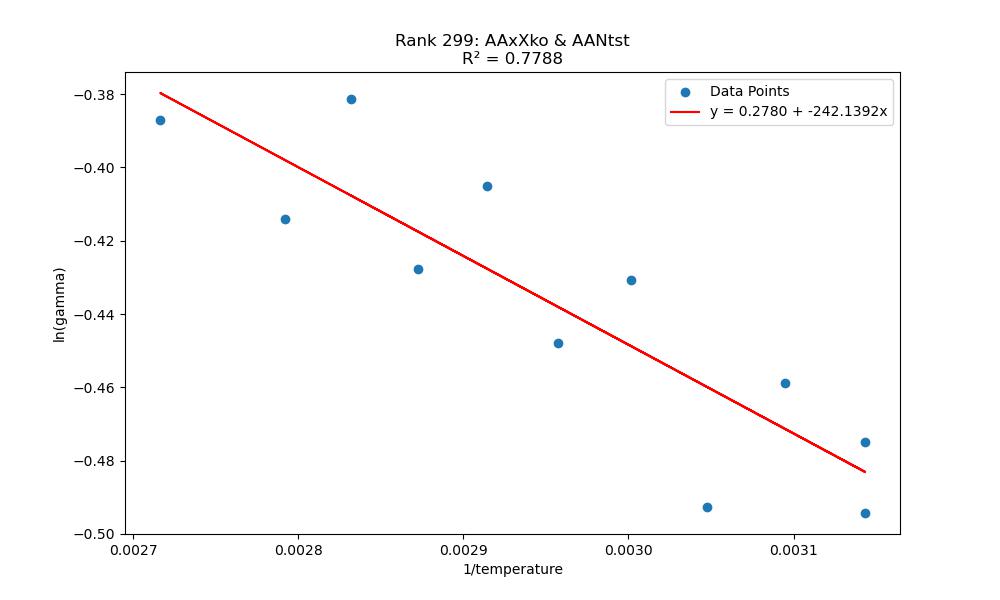 Rank 299: AAxXko & AANtst
R² = 0.7788
Data Points
y = 0.2780 + -242.1392x
−0.38
−0.40
−0.42
−0.44
−0.46
−0.48
−0.50
ln(gamma)
0.0027 0.0028 0.0029 0.0030 0.0031
1/temperature